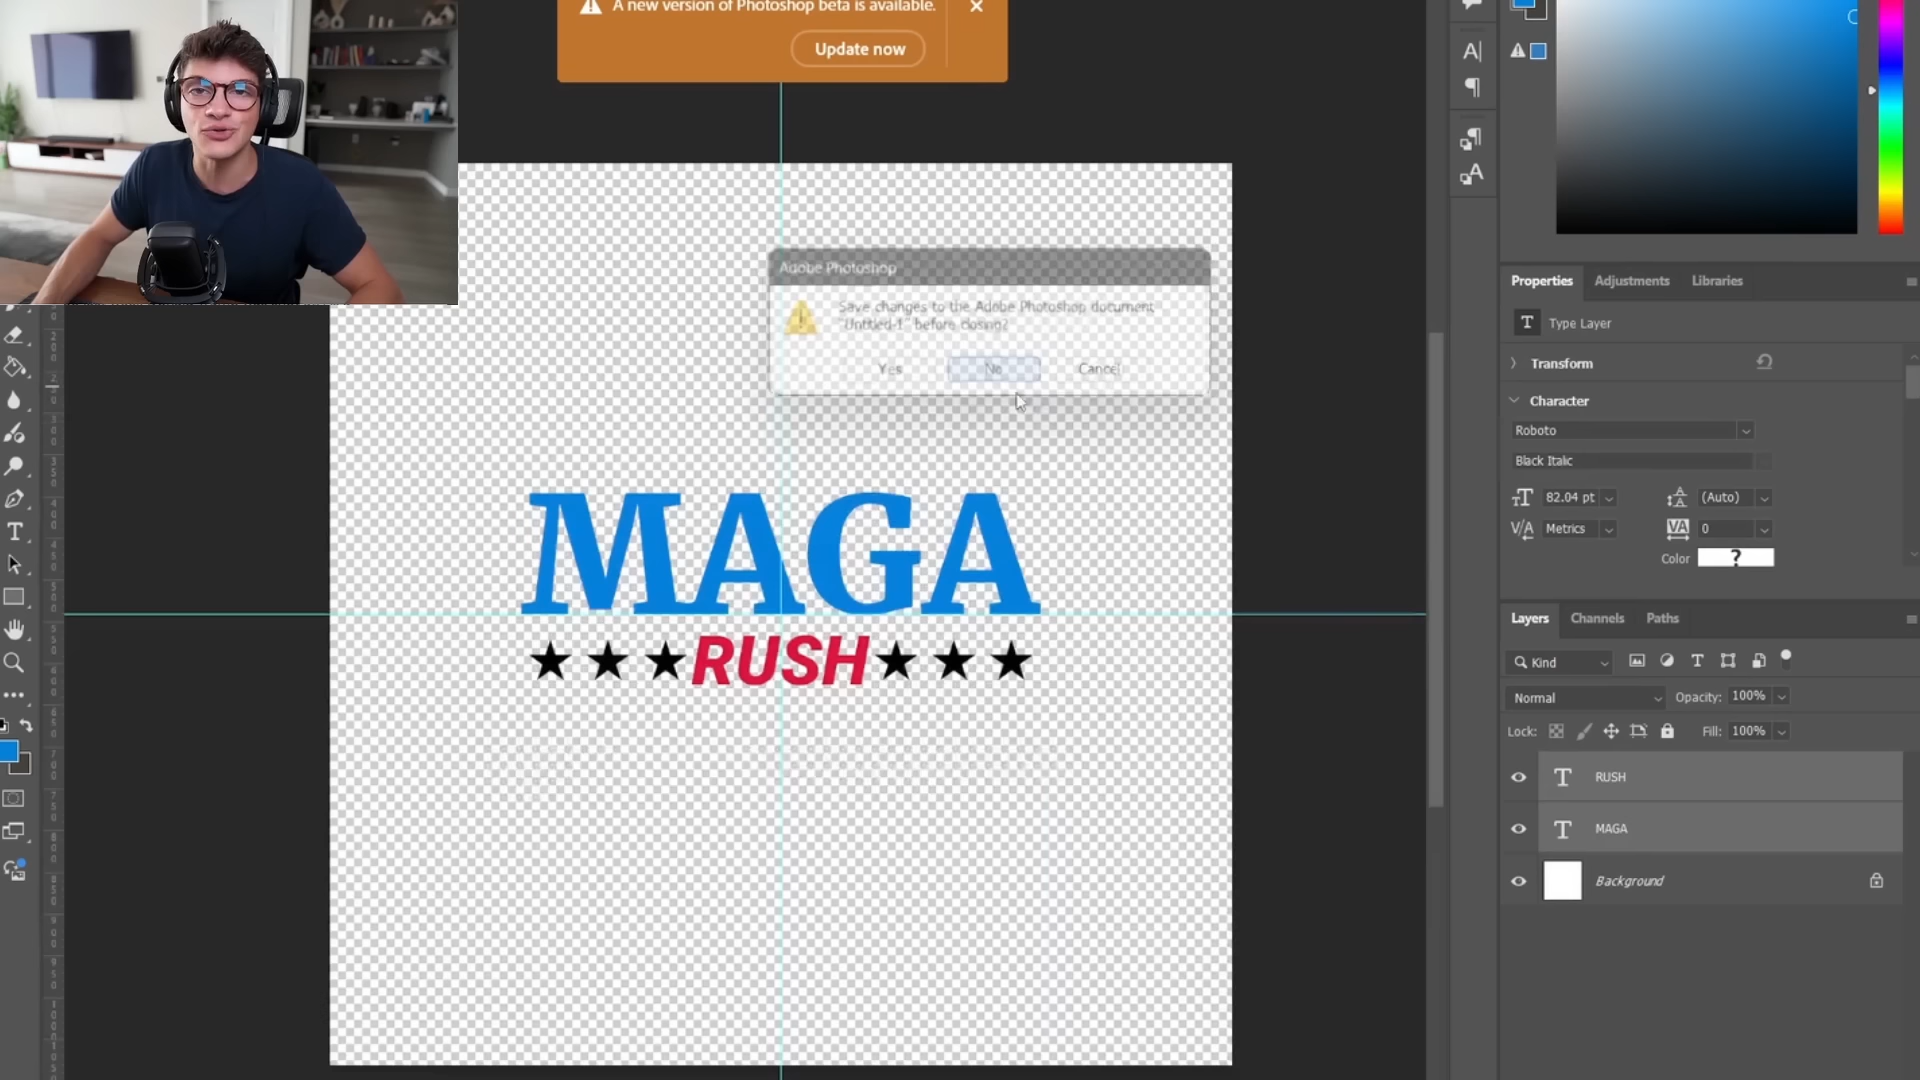 A new version of Photoshop beta is available.
Update now
Adobe Photoshop
Save changes to the Adobe Photoshop document
"Untitled-1" before closing?
Yes No Cancel
MAGA
★ ★ ★ RUSH ★ ★ ★
Properties Adjustments Libraries
Type Layer
Transform
Character
Roboto
Black Italic
82.04 pt (Auto)
Metrics 0
Color ?
Layers Channels Paths
Kind
Normal Opacity: 100%
Lock: Fill: 100%
RUSH
MAGA
Background